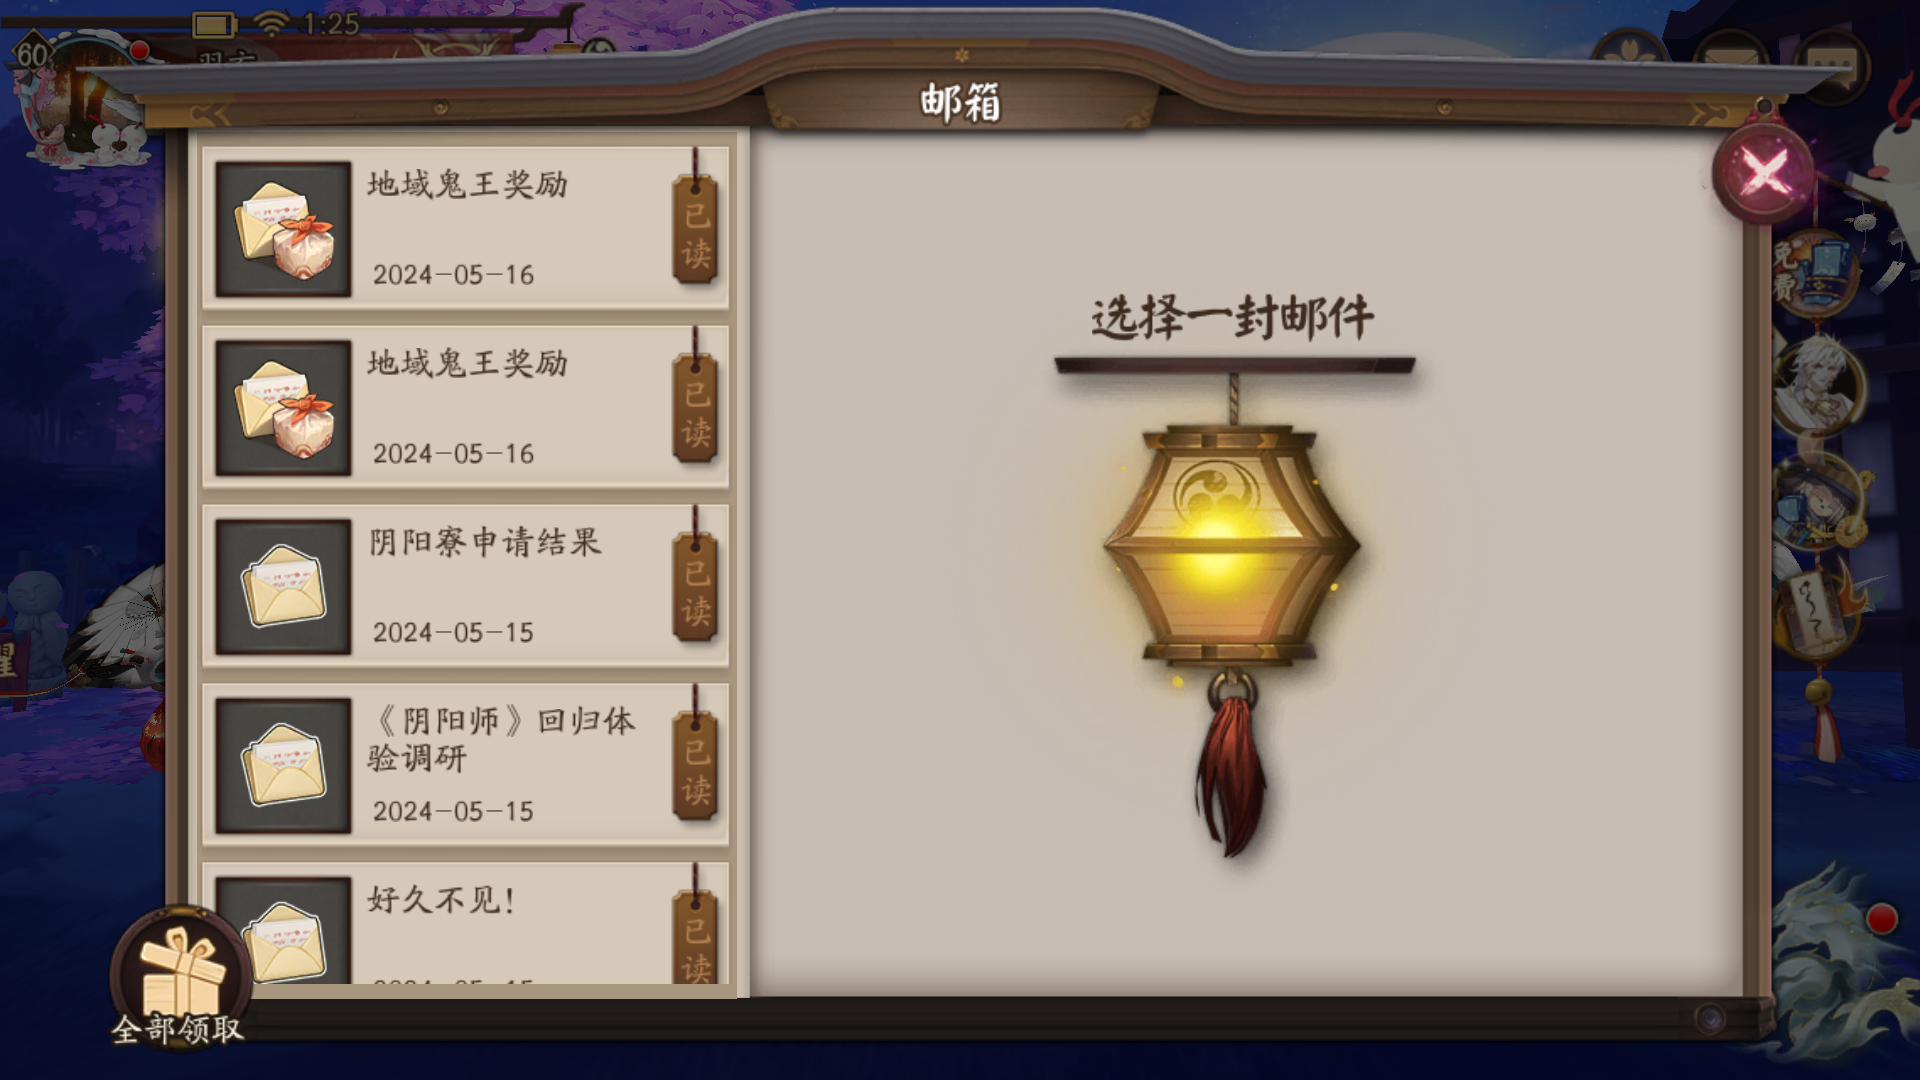 1:25
60
邮箱
地域鬼王奖励
2024-05-16
已读
地域鬼王奖励
2024-05-16
已读
阴阳寮申请结果
2024-05-15
已读
《阴阳师》回归体
验调研
2024-05-15
已读
好久不见!
已读
全部领取
选择一封邮件
免费